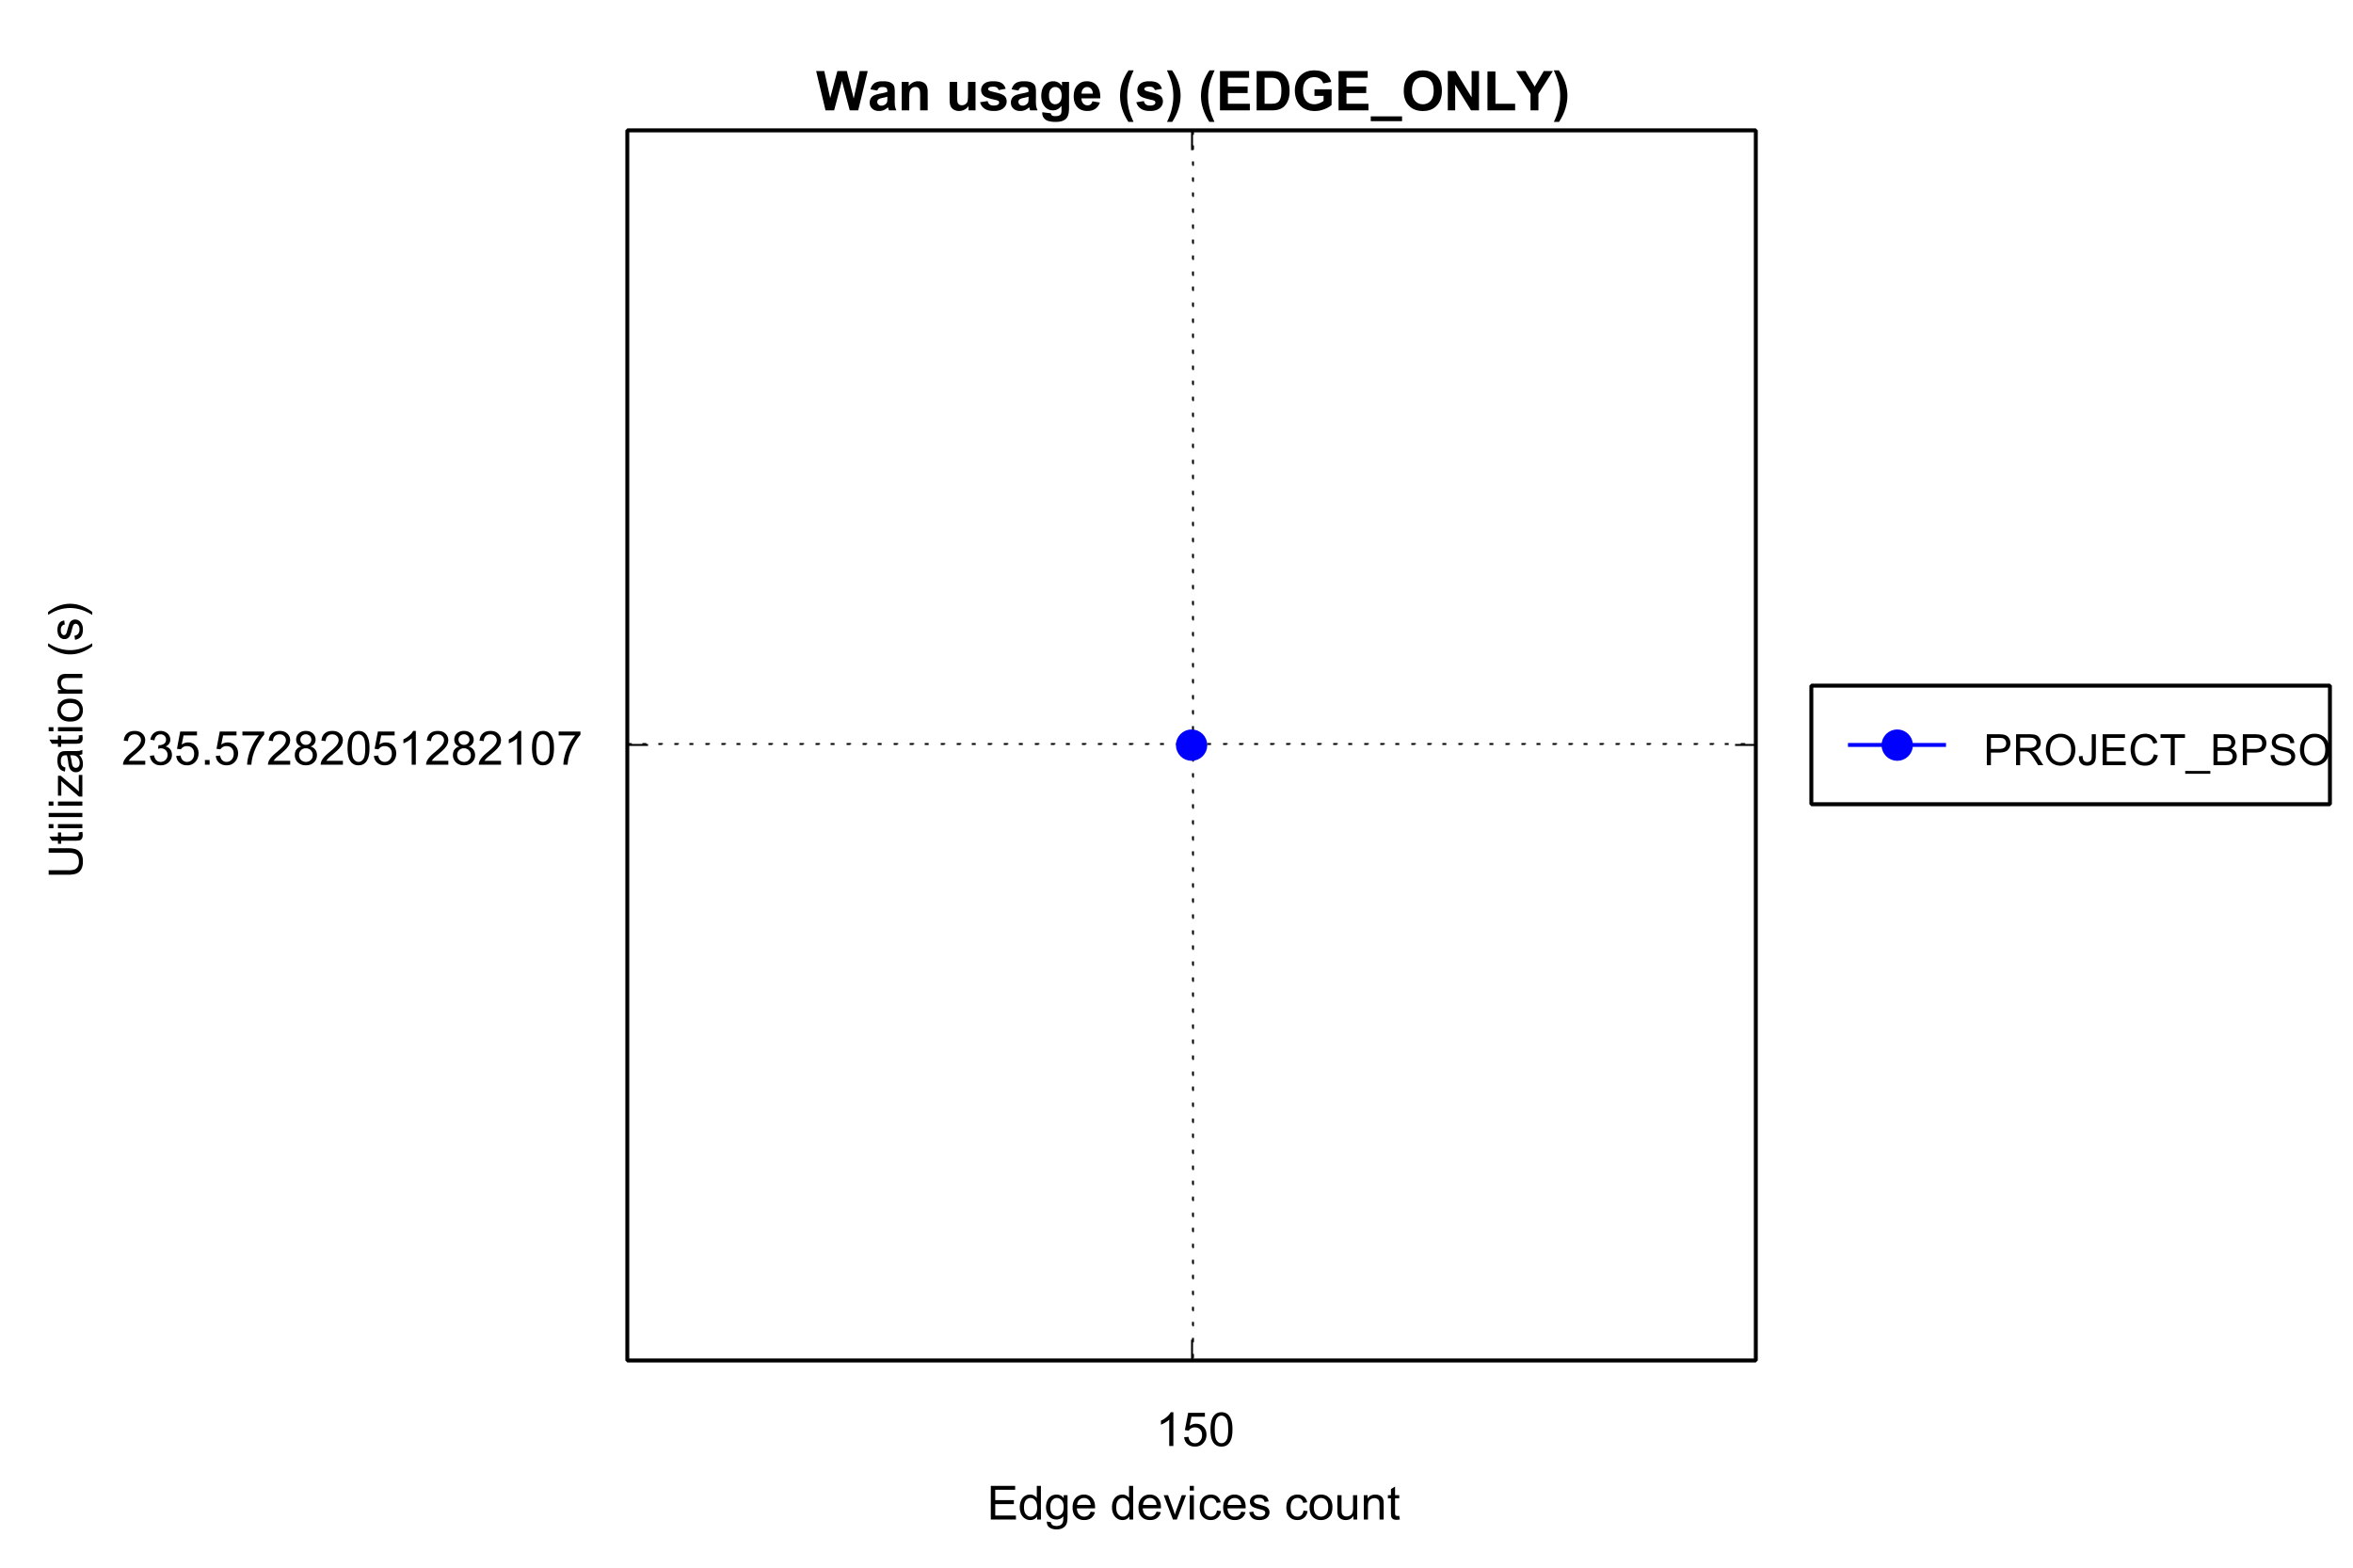 Wan usage (s) (EDGE_ONLY)
Utilization (s)
235.57282051282107
PROJECT_BPSO
150
Edge devices count